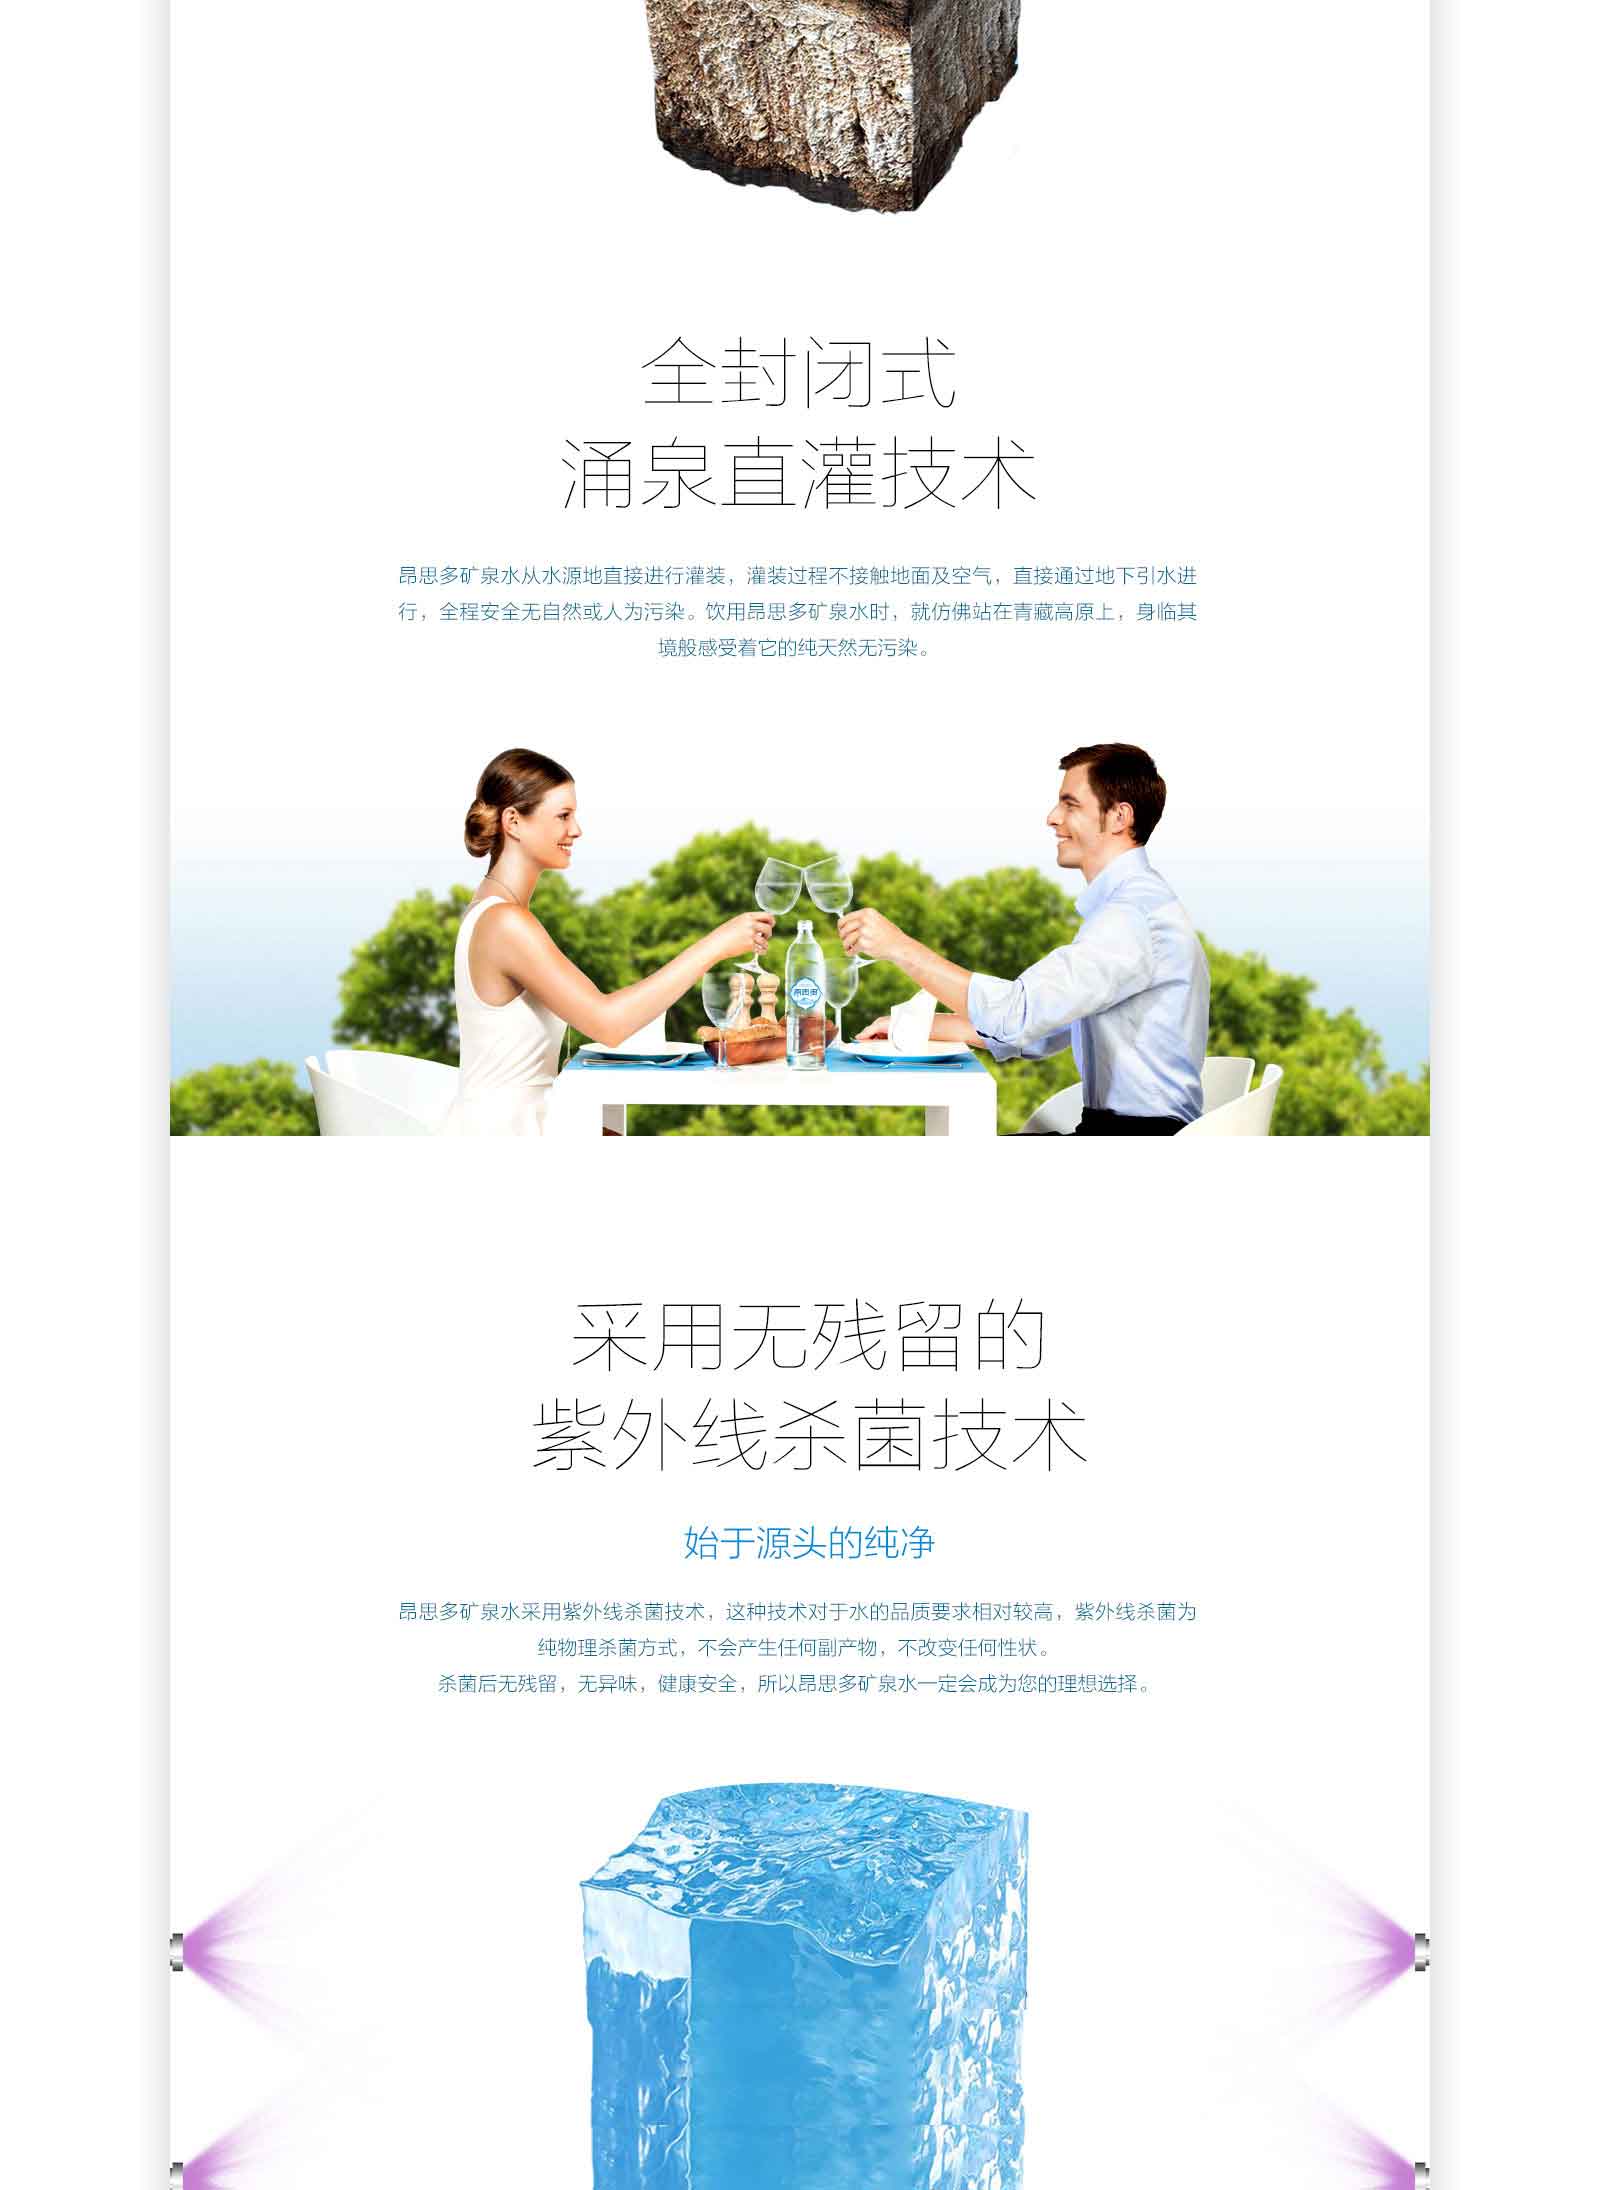 全封闭式
涌泉直灌技术
昂思多矿泉水从水源地直接进行灌装，灌装过程不接触地面及空气，直接通过地下引水进
行，全程安全无自然或人为污染。饮用昂思多矿泉水时，就仿佛站在青藏高原上，身临其
境般感受着它的纯天然无污染。
昂思多
采用无残留的
紫外线杀菌技术
始于源头的纯净
昂思多矿泉水采用紫外线杀菌技术，这种技术对于水的品质要求相对较高，紫外线杀菌为
纯物理杀菌方式，不会产生任何副产物，不改变任何性状。
杀菌后无残留，无异味，健康安全，所以昂思多矿泉水一定会成为您的理想选择。